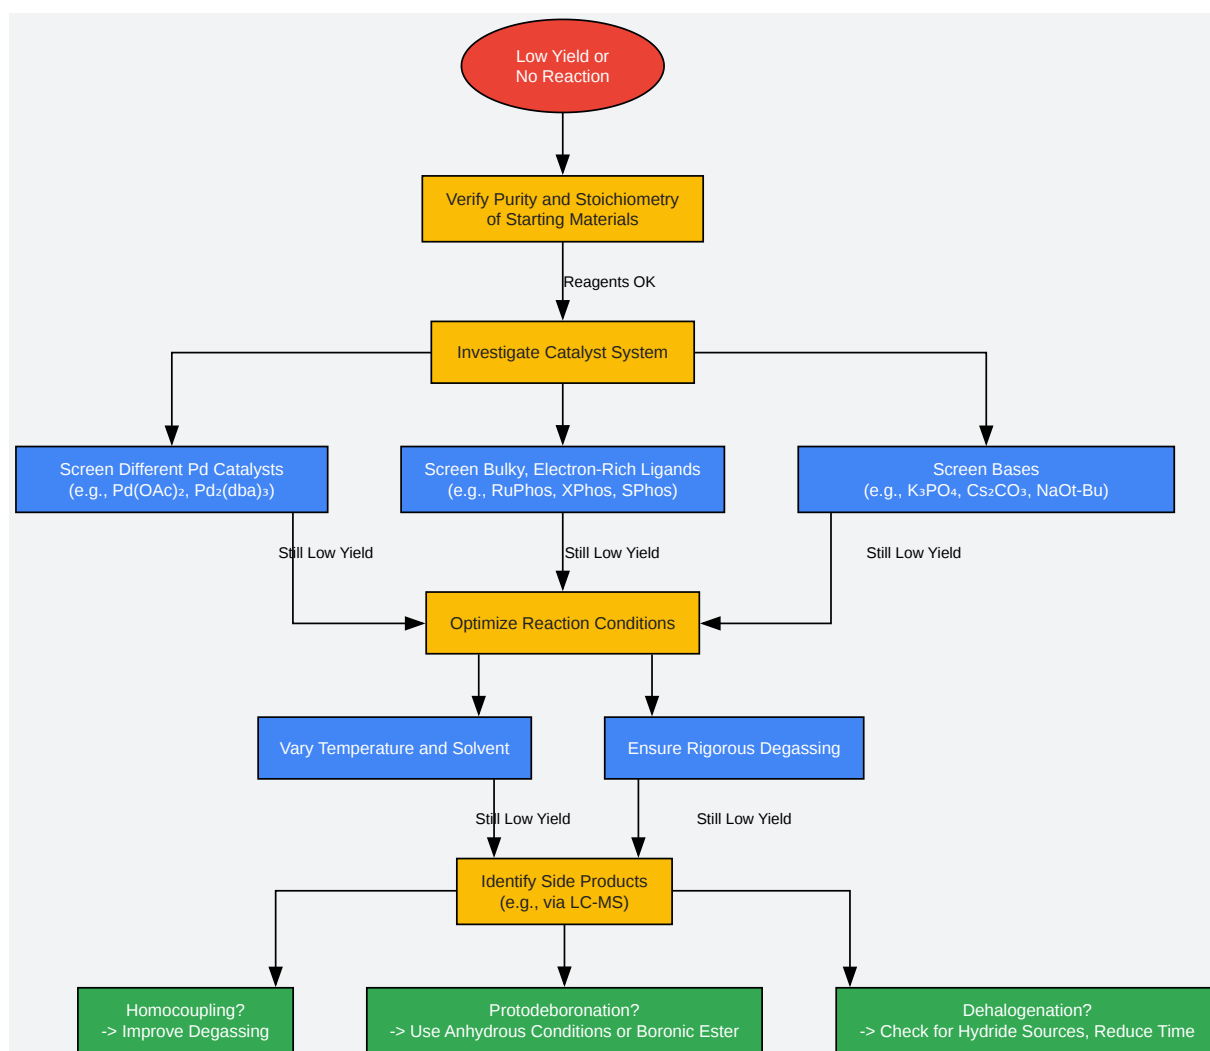 Low Yield or
No Reaction
Verify Purity and Stoichiometry
of Starting Materials
Reagents OK
Investigate Catalyst System
Screen Different Pd Catalysts
(e.g., Pd(OAc)₂, Pd₂(dba)₃)
Screen Bulky, Electron-Rich Ligands
(e.g., RuPhos, XPhos, SPhos)
Screen Bases
(e.g., K₃PO₄, Cs₂CO₃, NaOt-Bu)
Still Low Yield
Still Low Yield
Still Low Yield
Optimize Reaction Conditions
Vary Temperature and Solvent
Ensure Rigorous Degassing
Still Low Yield
Still Low Yield
Identify Side Products
(e.g., via LC-MS)
Homocoupling?
-> Improve Degassing
Protodeboronation?
-> Use Anhydrous Conditions or Boronic Ester
Dehalogenation?
-> Check for Hydride Sources, Reduce Time